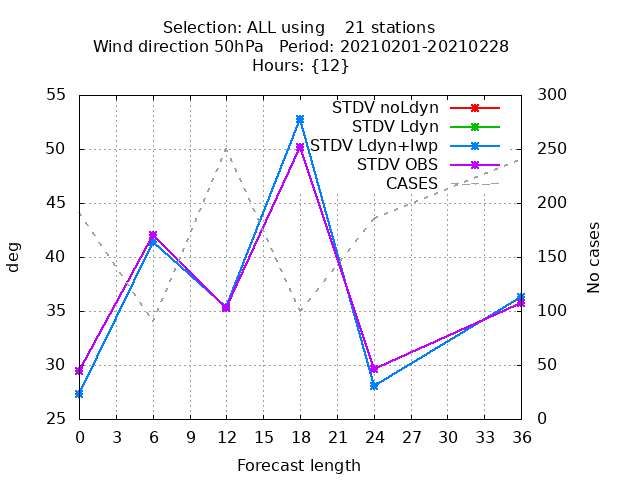 Selection: ALL using    21 stations
Wind direction 50hPa   Period: 20210201-20210228
Hours: {12}
55 300
STDV noLdyn
STDV Ldyn
50 STDV Ldyn+lwp 250
STDV OBS
CASES
45 200
40 150
deg
No cases
35 100
30 50
25 0
0 3 6 9 12 15 18 21 24 27 30 33 36
Forecast length